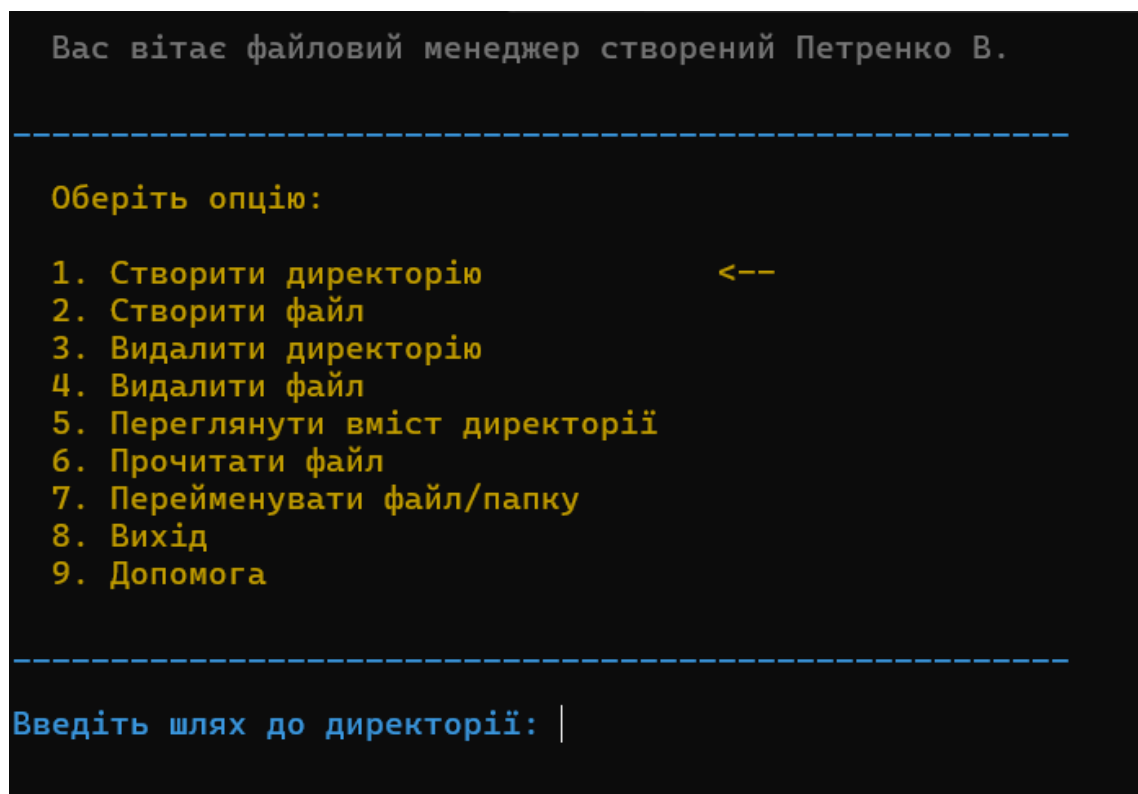 Вас вітає файловий менеджер створений Петренко В.
Оберіть опцію:
1. Створити директорію <--
2. Створити файл
3. Видалити директорію
4. Видалити файл
5. Переглянути вміст директорії
6. Прочитати файл
7. Перейменувати файл/папку
8. Вихід
9. Допомога
Введіть шлях до директорії: